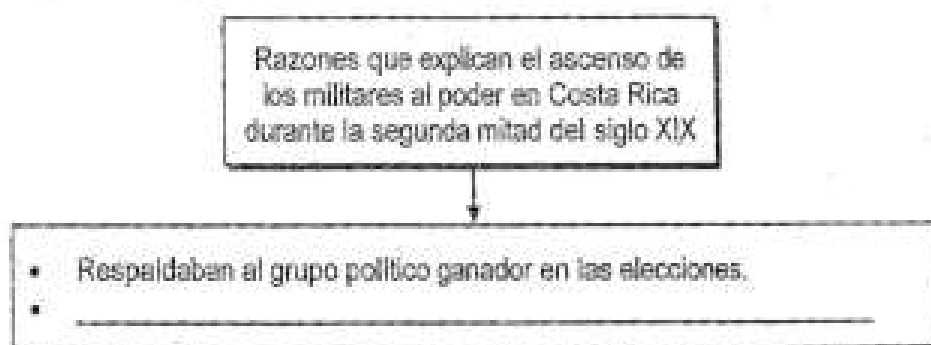 Razones que explican el ascenso de
los militares al poder en Costa Rica
durante la segunda mitad del siglo XIX
• Respaldaban al grupo político ganador en las elecciones.
• ____________________